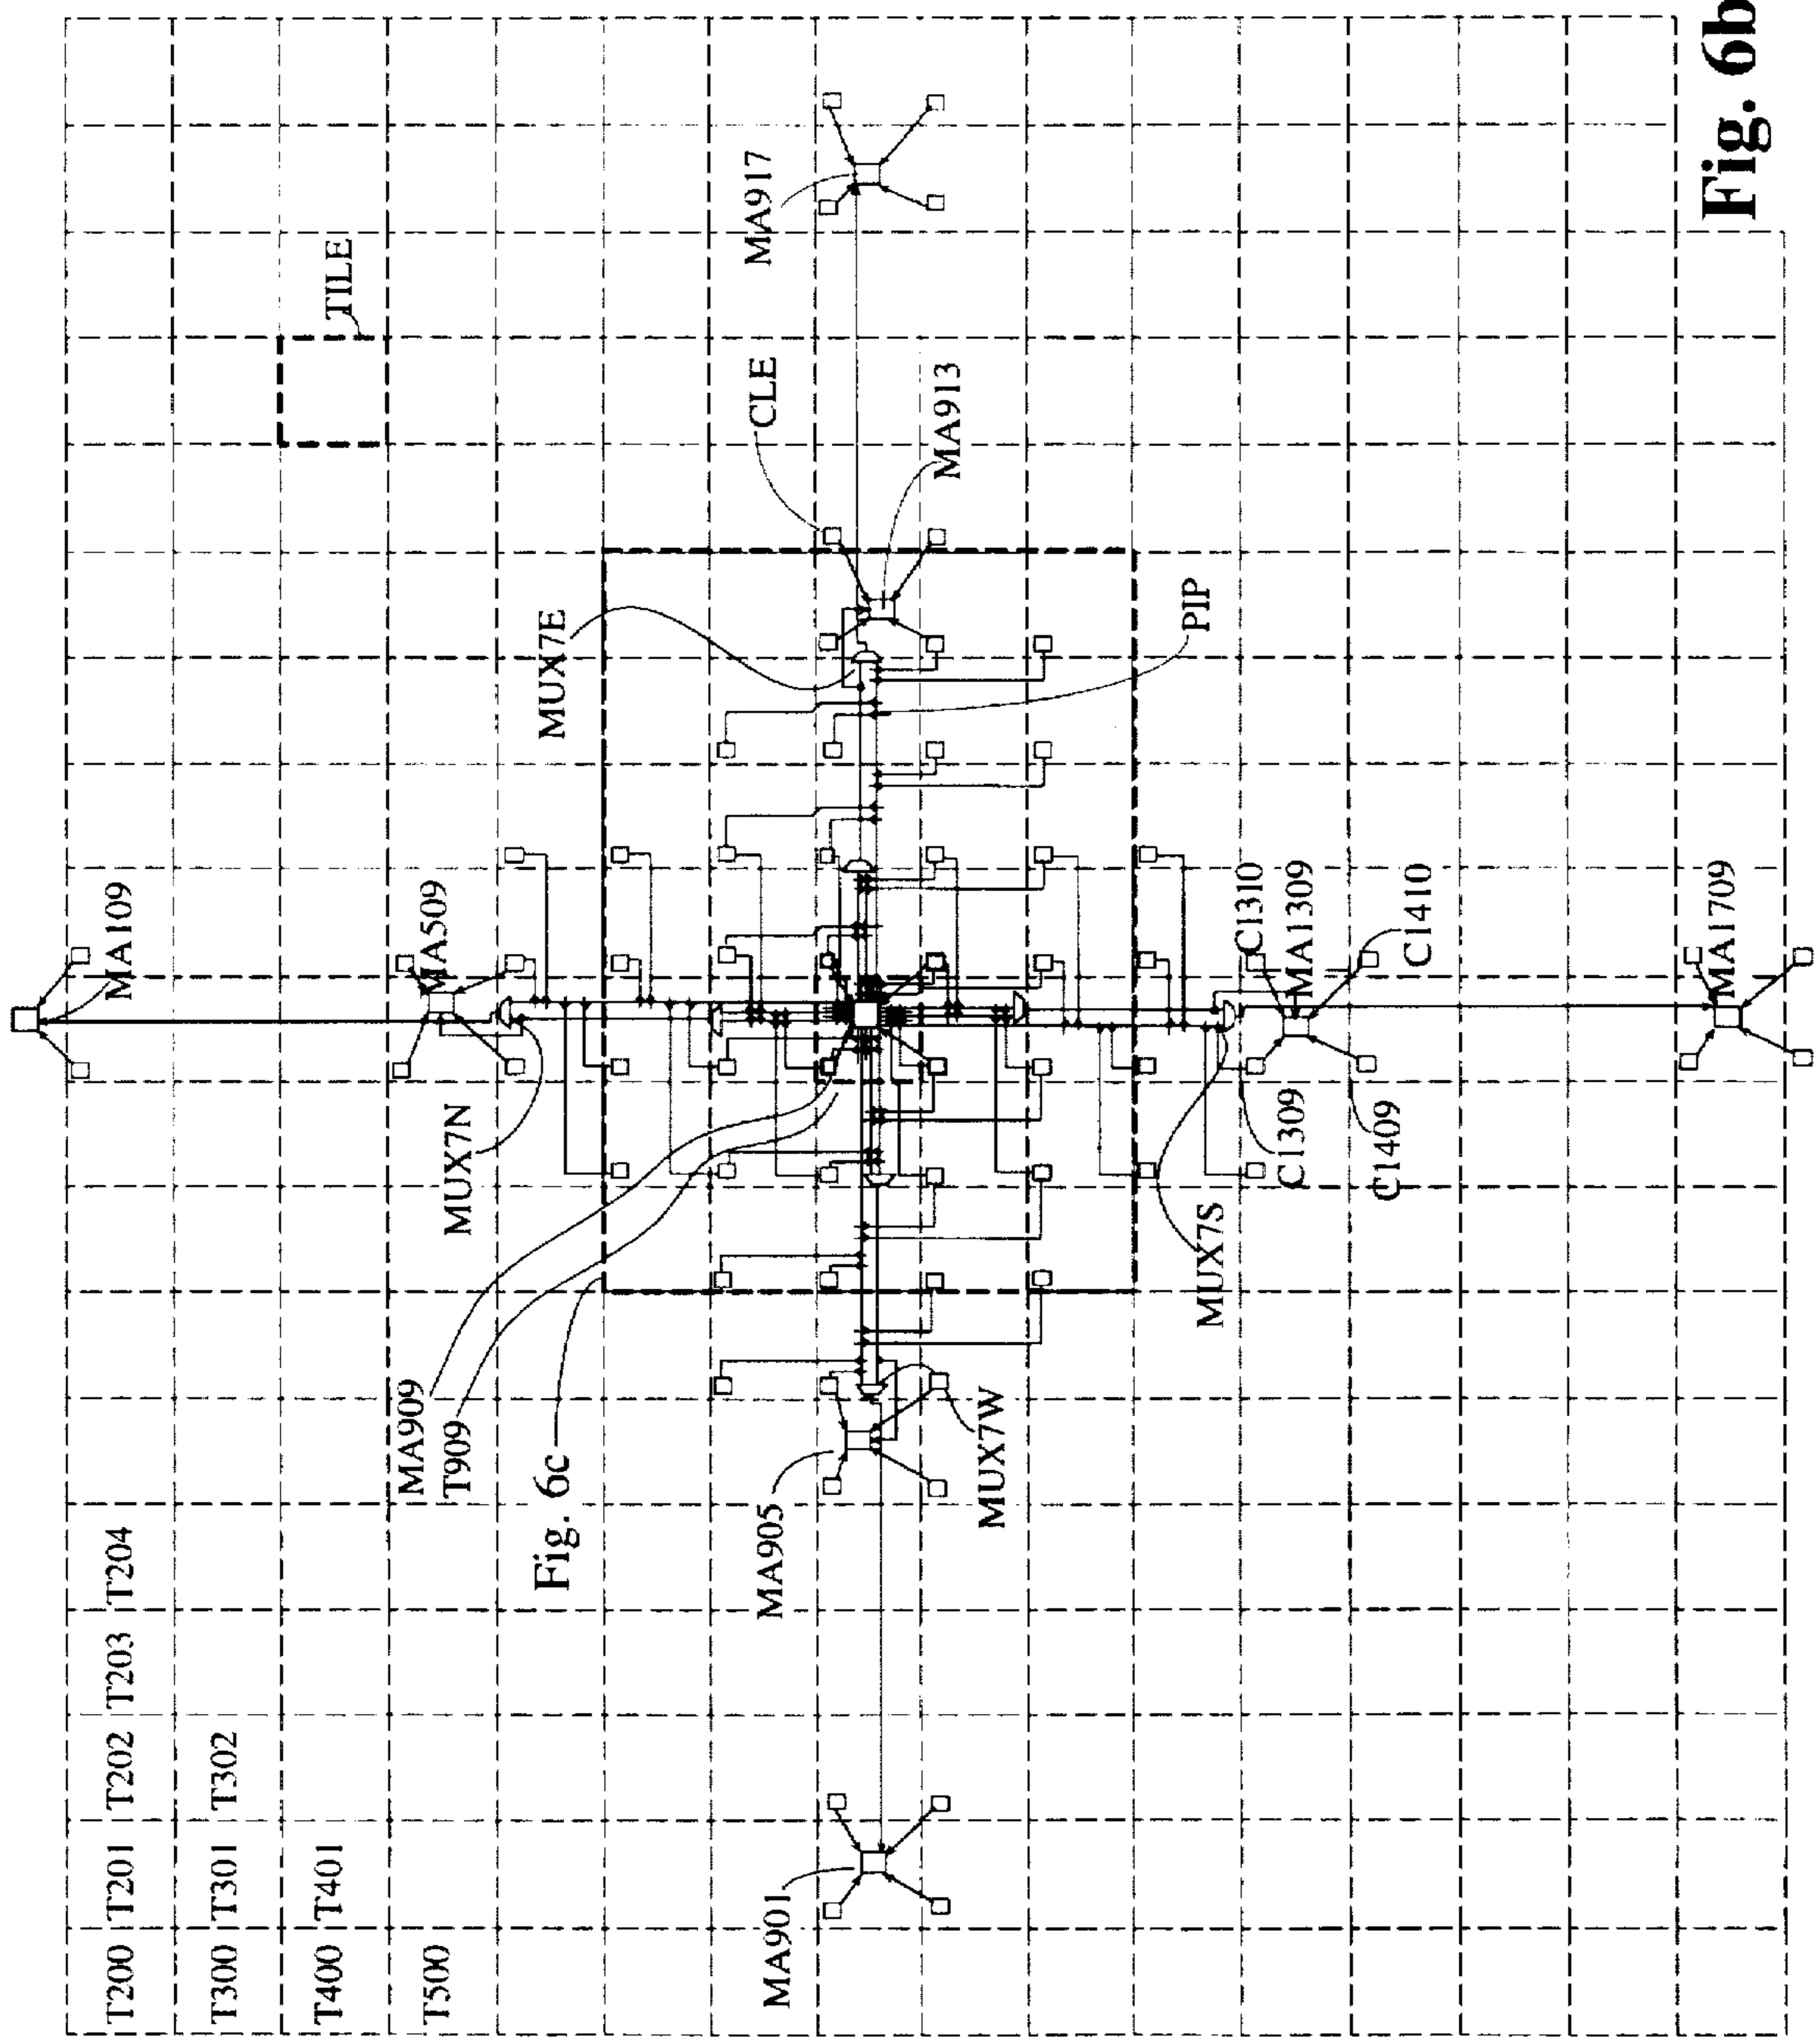 T200 T201 T202 T203 T204
T300 T301 T302
T400 T401
T500
TILE
MA109
MA509
MUX7N
MA909
T909
Fig. 6c
MUX7E
CLE
MA917
MA913
PIP
MA905
MUX7W
MA901
MUX7S
C1310
MA1309
C1410
C1309
C1409
MA1709
Fig. 6b